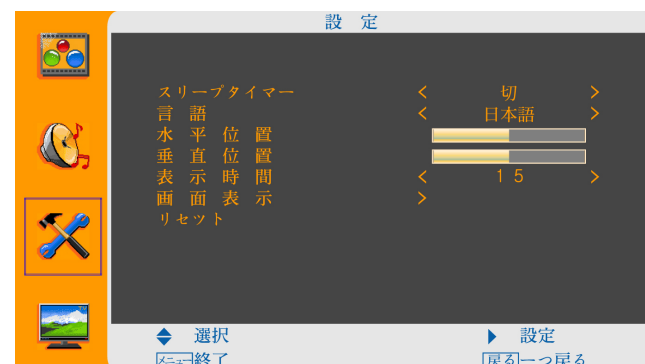 設 定
スリープタイマー < 切 >
言 語 < 日本語 >
水 平 位 置
垂 直 位 置
表 示 時 間 < 1 5 >
画 面 表 示 >
リセット
選択 設定
メニュー終了 戻る一つ戻る